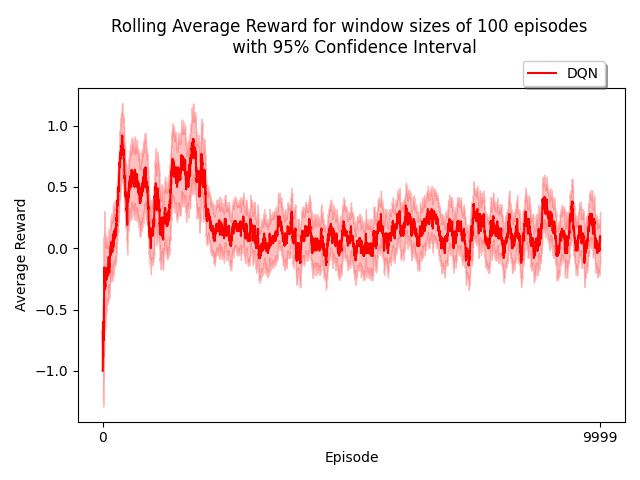 Rolling Average Reward for window sizes of 100 episodes
with 95% Confidence Interval
DQN
1.0
0.5
0.0
−0.5
−1.0
Average Reward
0
9999
Episode